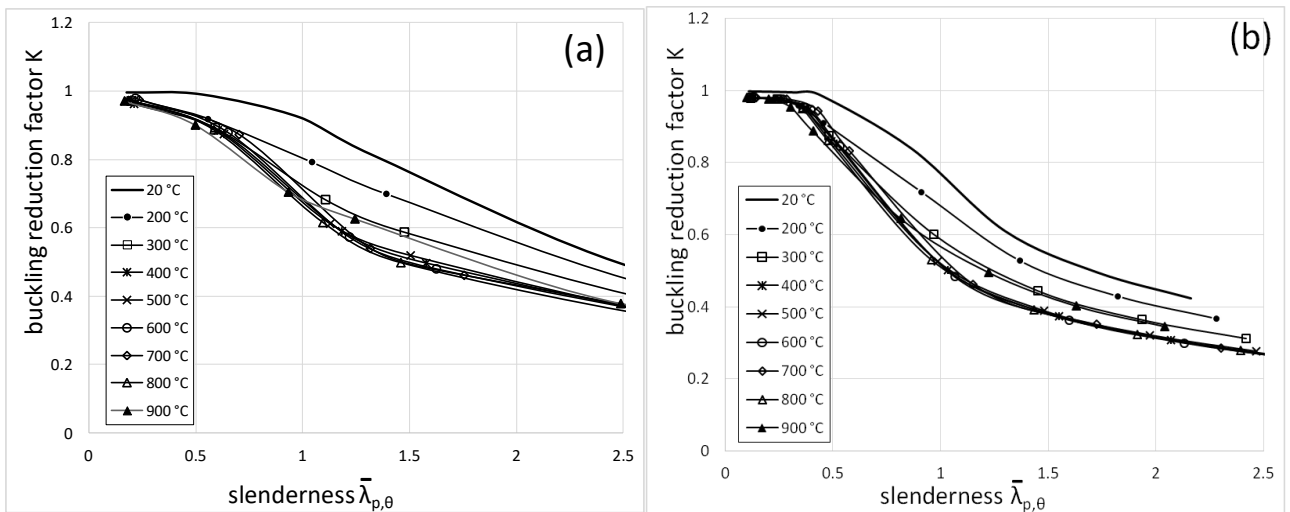 (a)
buckling reduction factor K
1.2
1
0.8
0.6
0.4
0.2
0
20 °C
200 °C
300 °C
400 °C
500 °C
600 °C
700 °C
800 °C
900 °C
0 0.5 1 1.5 2 2.5
slenderness λ̄p,θ
(b)
buckling reduction factor K
1.2
1
0.8
0.6
0.4
0.2
0
20 °C
200 °C
300 °C
400 °C
500 °C
600 °C
700 °C
800 °C
900 °C
0 0.5 1 1.5 2 2.5
slenderness λ̄p,θ